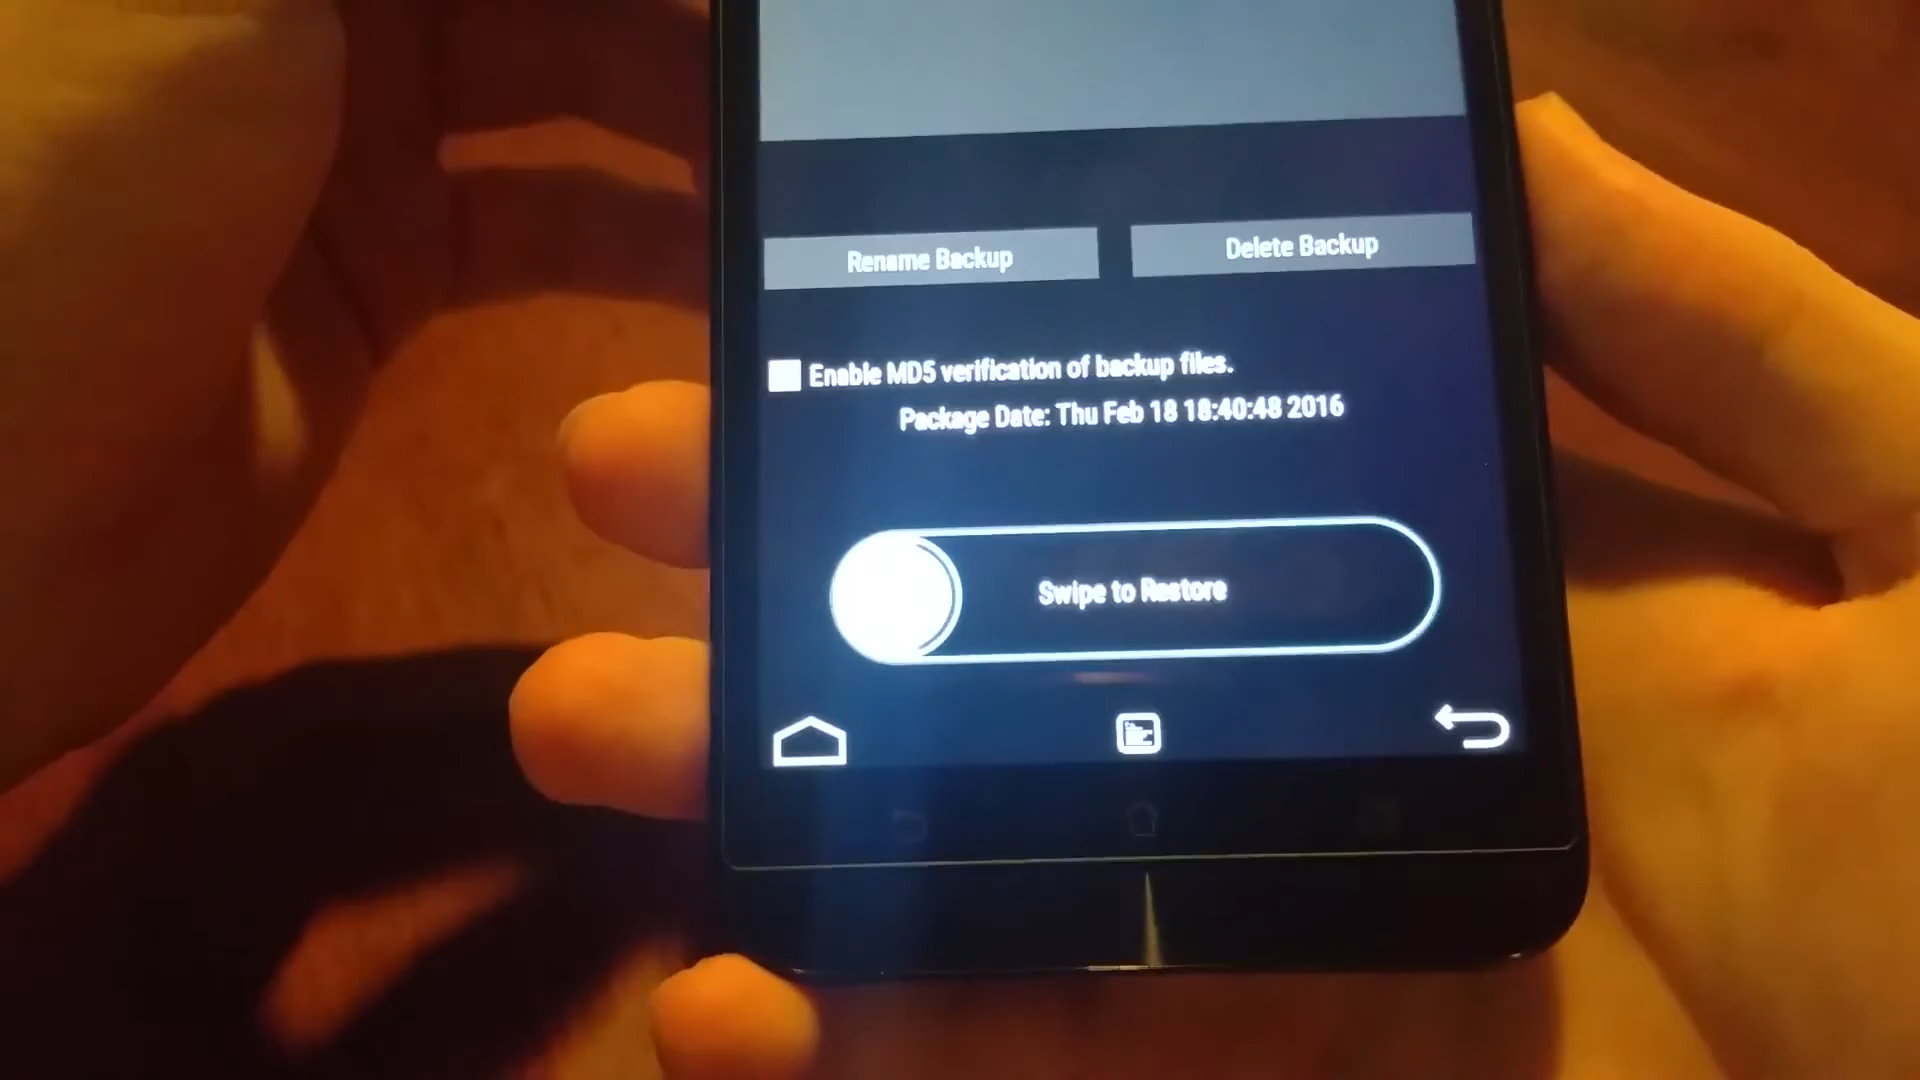 Rename Backup
Delete Backup
Enable MD5 verification of backup files.
Package Date: Thu Feb 18 18:40:48 2016
Swipe to Restore